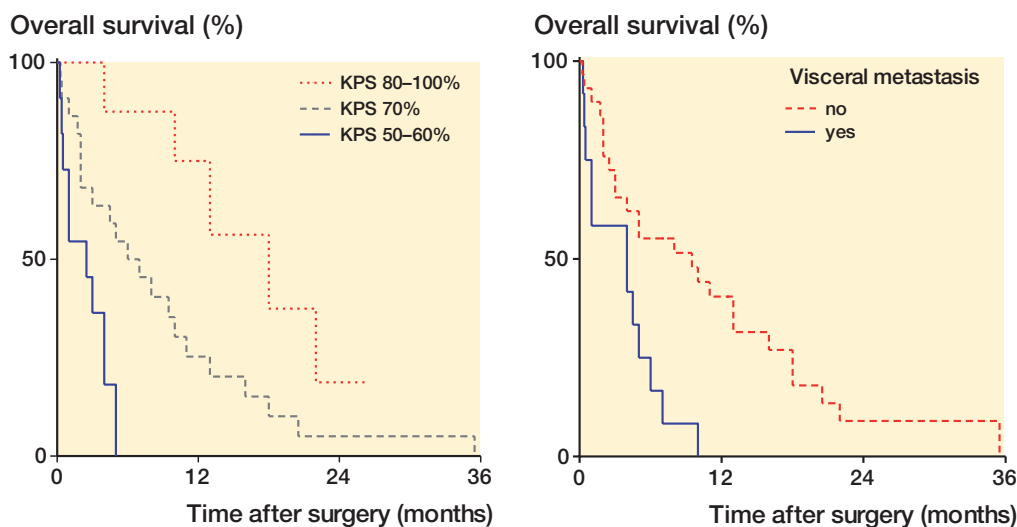 Overall survival (%)
100
50
0
KPS 80–100%
KPS 70%
KPS 50–60%
0 12 24 36
Time after surgery (months)
Overall survival (%)
100
50
0
Visceral metastasis
no
yes
0 12 24 36
Time after surgery (months)